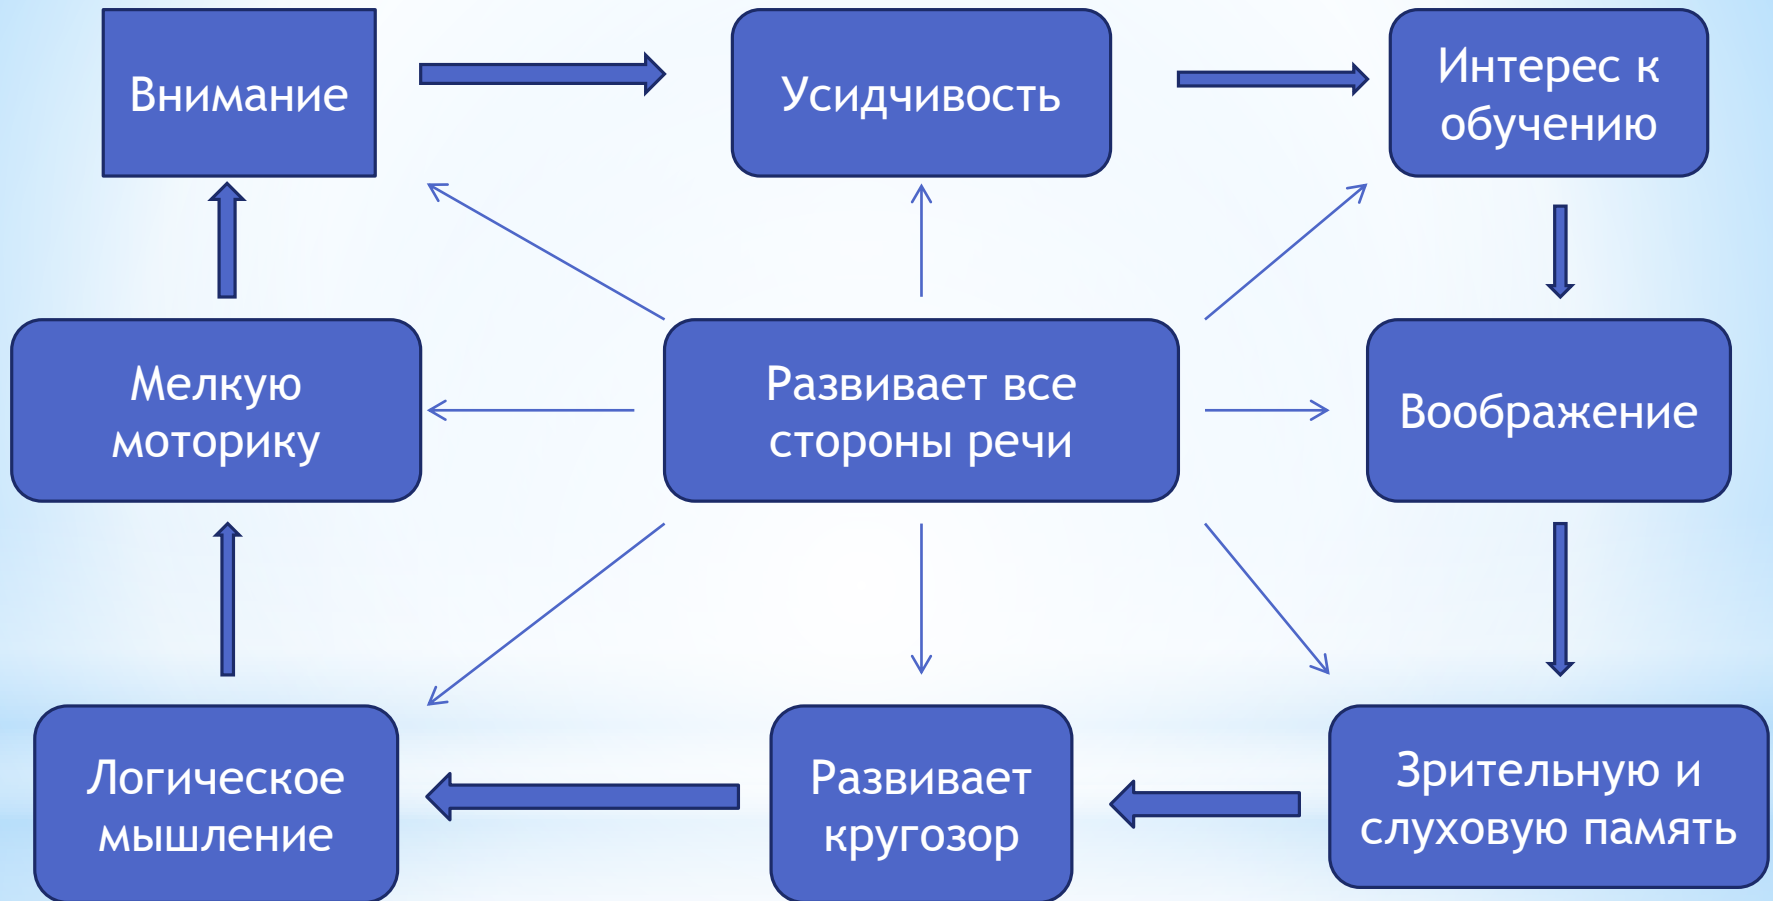 Внимание
Усидчивость
Интерес к
обучению
Мелкую
моторику
Развивает все
стороны речи
Воображение
Логическое
мышление
Развивает
кругозор
Зрительную и
слуховую память